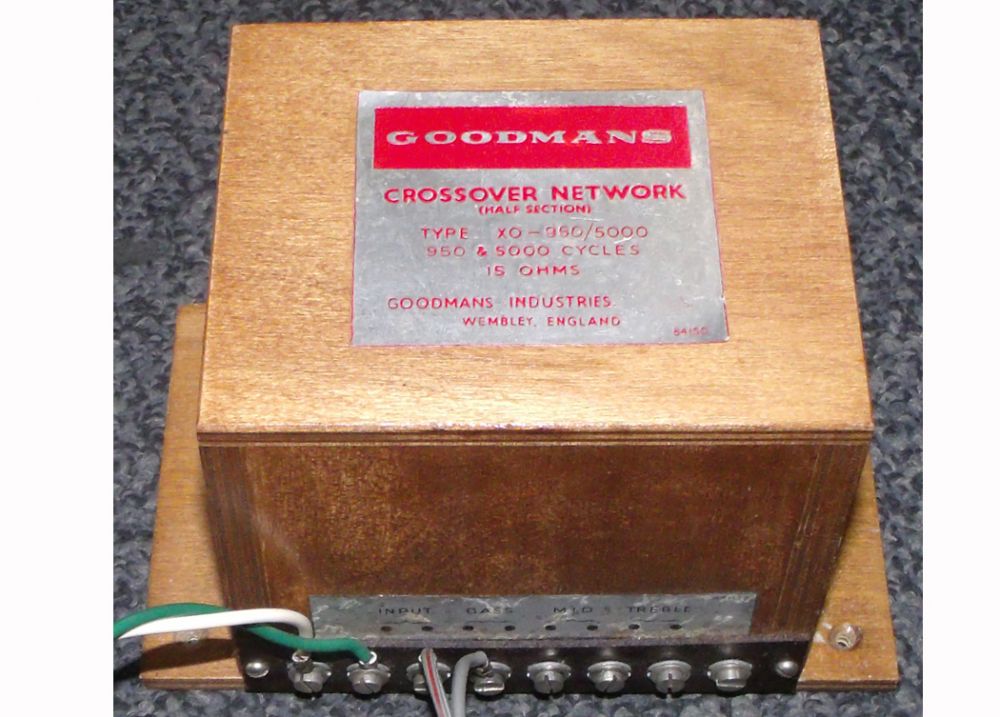 GOODMANS
CROSSOVER NETWORK
(HALF SECTION)
TYPE XO-950/5000
950 & 5000 CYCLES
15 OHMS
GOODMANS INDUSTRIES.
WEMBLEY, ENGLAND
INPUT BASS MID TREBLE